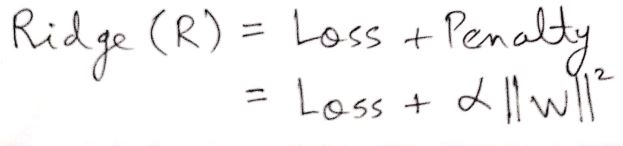 Ridge (R) = Loss + Penalty
= Loss + α ||w||²